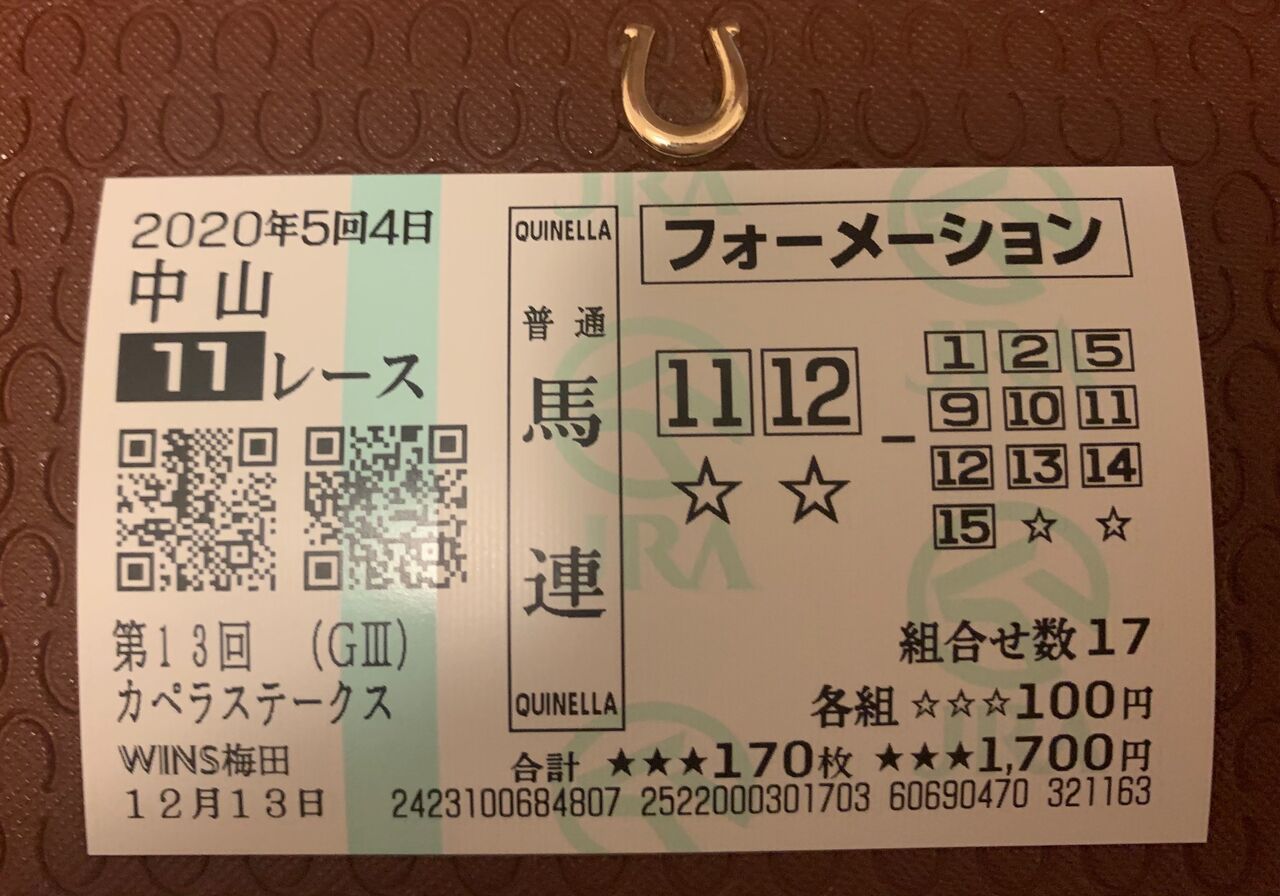 2020年5回4日
中山
11レース
第13回 (GⅢ)
カペラステークス
WINS梅田
12月13日
QUINELLA
普通
馬
連
QUINELLA
フォーメーション
11 12
☆ ☆
-
1 2 5
9 10 11
12 13 14
15 ☆ ☆
組合せ数17
各組 ☆☆☆100円
合計 ★★★170枚 ★★★1,700円
2423100684807 2522000301703 60690470 321163
JRA
JRA
JRA